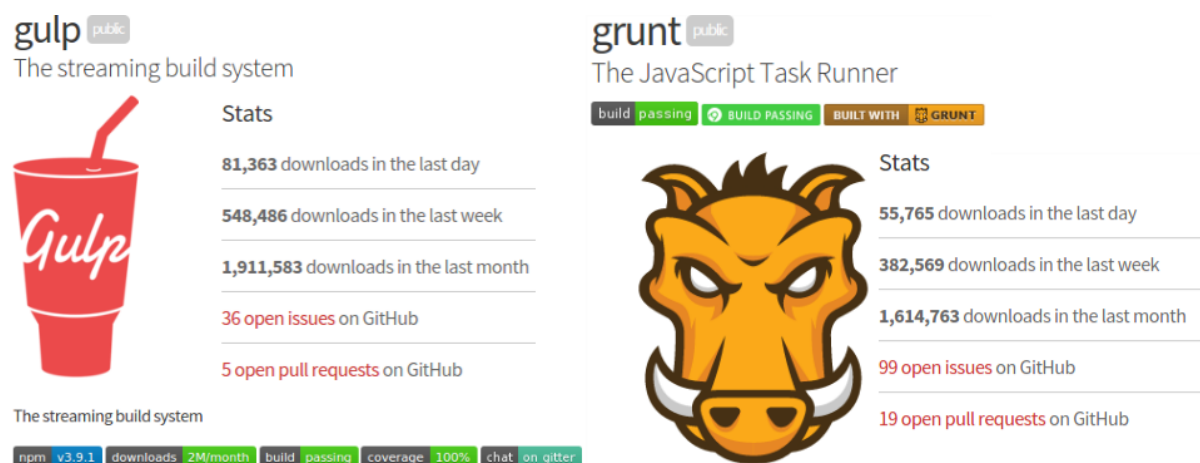 gulp public
The streaming build system
Gulp
Stats
81,363 downloads in the last day
548,486 downloads in the last week
1,911,583 downloads in the last month
36 open issues on GitHub
5 open pull requests on GitHub
The streaming build system
npm v3.9.1 downloads 2M/month build passing coverage 100% chat on gitter
grunt public
The JavaScript Task Runner
build passing BUILD PASSING BUILT WITH GRUNT
Stats
55,765 downloads in the last day
382,569 downloads in the last week
1,614,763 downloads in the last month
99 open issues on GitHub
19 open pull requests on GitHub